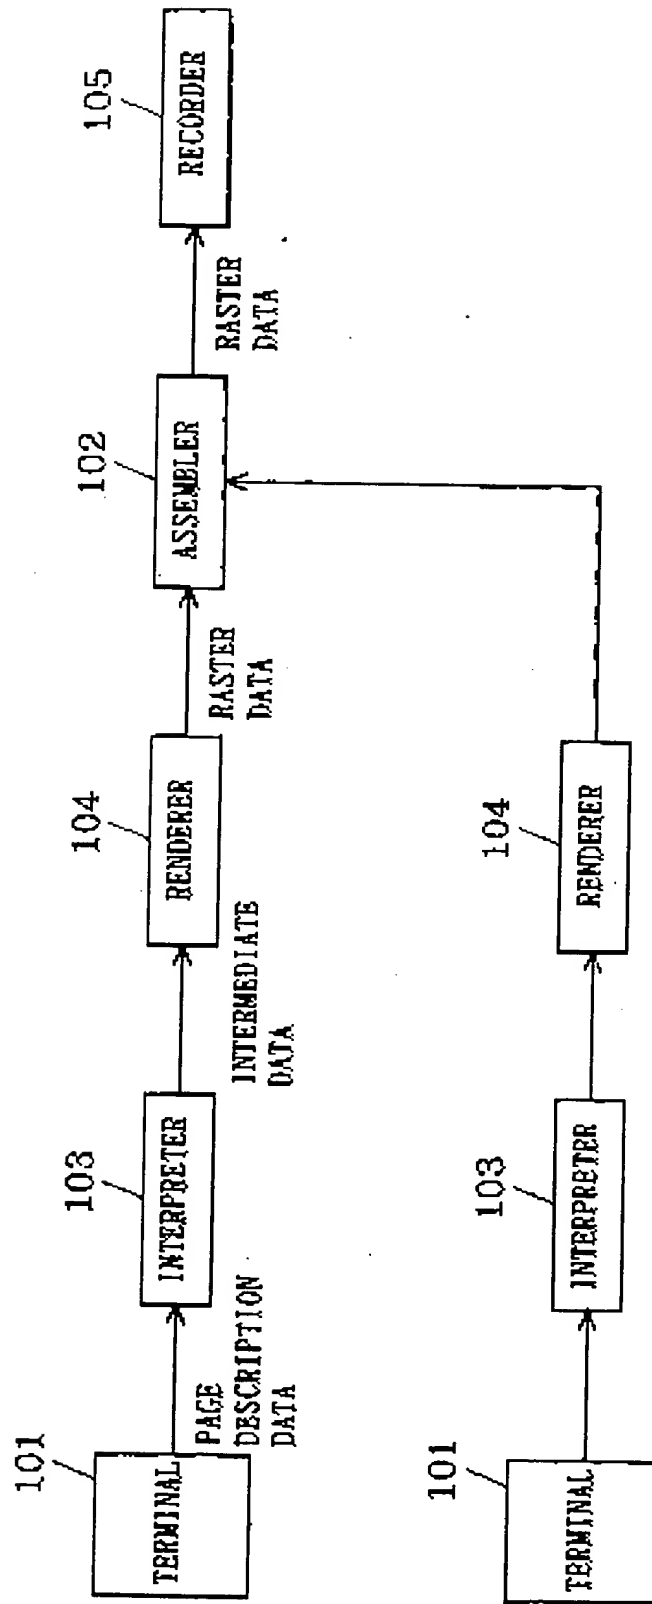 101
TERMINAL
PAGE
DESCRIPTION
DATA
103
INTERPRETER
INTERMEDIATE
DATA
104
RENDERER
RASTER
DATA
102
ASSEMBLER
RASTER
DATA
105
RECORDER
101
TERMINAL
103
INTERPRETER
104
RENDERER